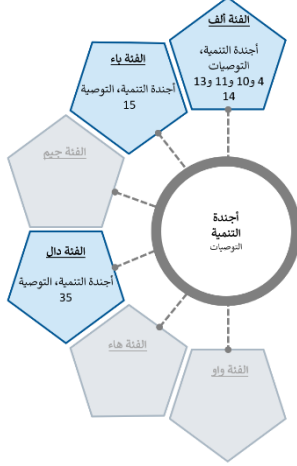 الفئة ألف
أجندة التنمية،
التوصيات
4 و10 و11 و13
14
الفئة باء
أجندة التنمية، التوصية
15
الفئة جيم
أجندة
التنمية
التوصيات
الفئة دال
أجندة التنمية، التوصية
35
الفئة هاء
الفئة واو